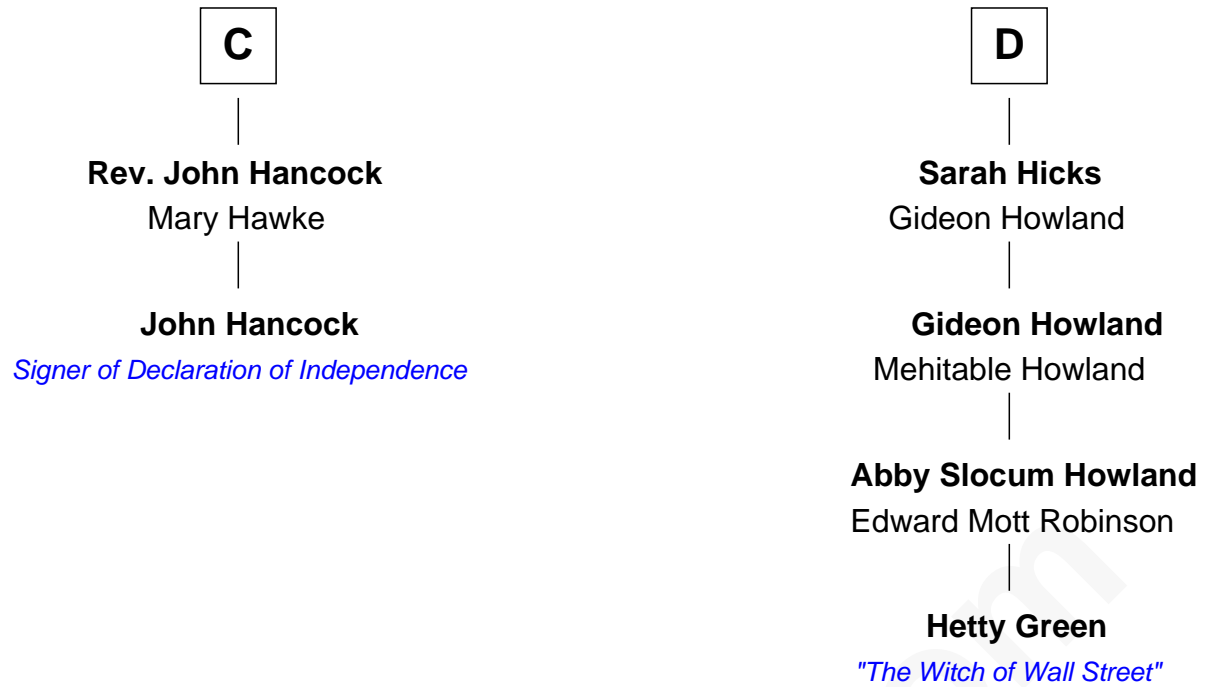 C
Rev. John Hancock
Mary Hawke
John Hancock
Signer of Declaration of Independence
D
Sarah Hicks
Gideon Howland
Gideon Howland
Mehitable Howland
Abby Slocum Howland
Edward Mott Robinson
Hetty Green
"The Witch of Wall Street"